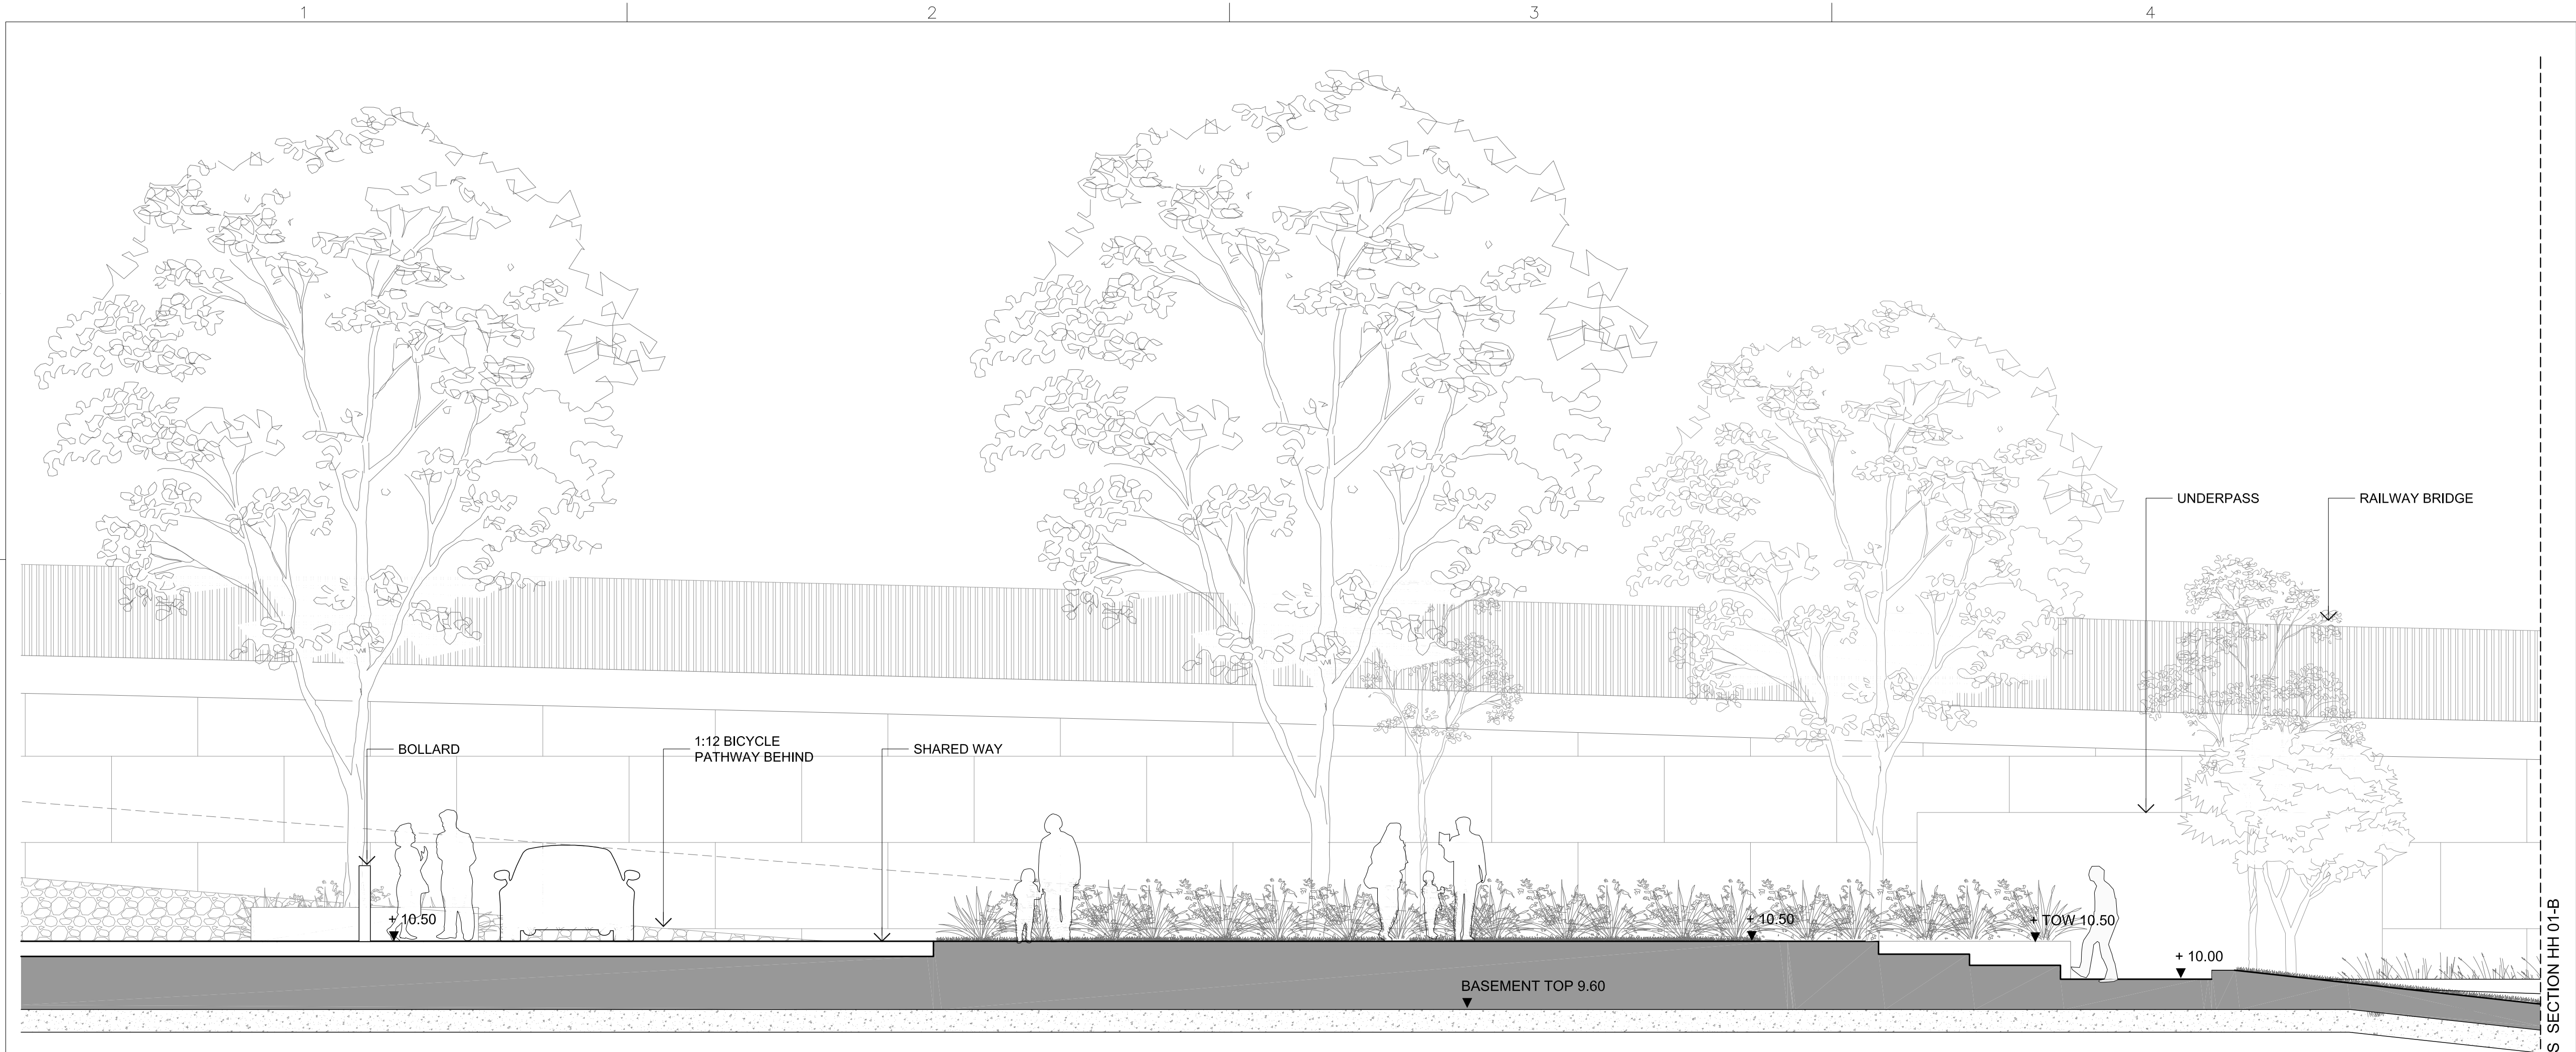 1
2
3
4
UNDERPASS
RAILWAY BRIDGE
BOLLARD
1:12 BICYCLE
PATHWAY BEHIND
SHARED WAY
+ 10.50
+ 10.50
+ TOW 10.50
+ 10.00
BASEMENT TOP 9.60
S SECTION HH 01-B